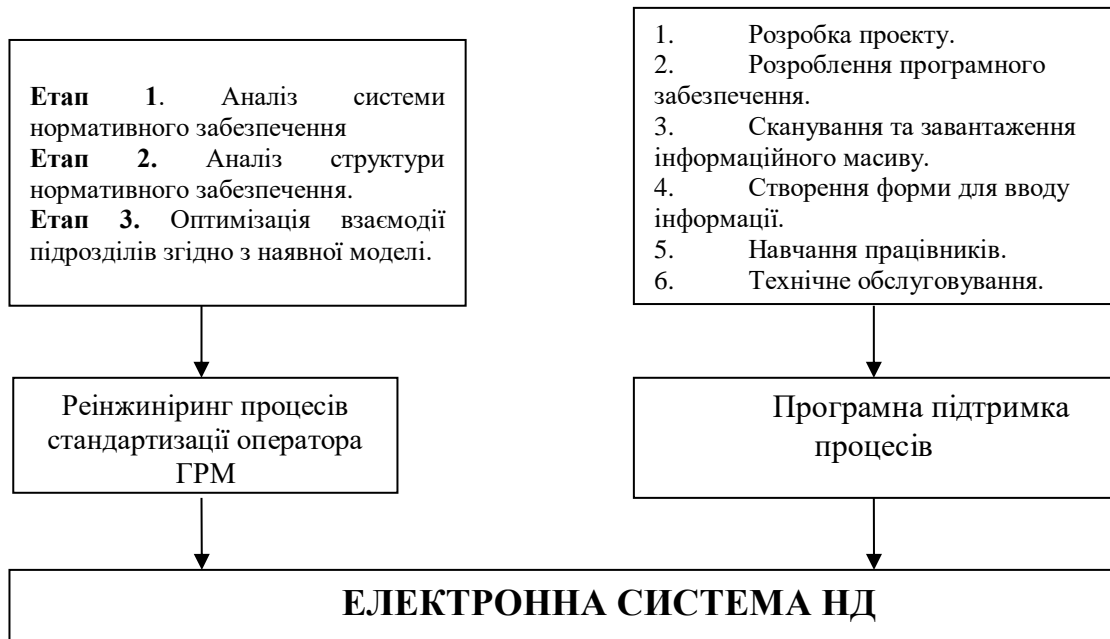 Етап 1. Аналіз системи
нормативного забезпечення
Етап 2. Аналіз структури
нормативного забезпечення.
Етап 3. Оптимізація взаємодії
підрозділів згідно з наявної моделі.
1. Розробка проекту.
2. Розроблення програмного
забезпечення.
3. Сканування та завантаження
інформаційного масиву.
4. Створення форми для вводу
інформації.
5. Навчання працівників.
6. Технічне обслуговування.
Реінжиніринг процесів
стандартизації оператора
ГРМ
Програмна підтримка
процесів
ЕЛЕКТРОННА СИСТЕМА НД